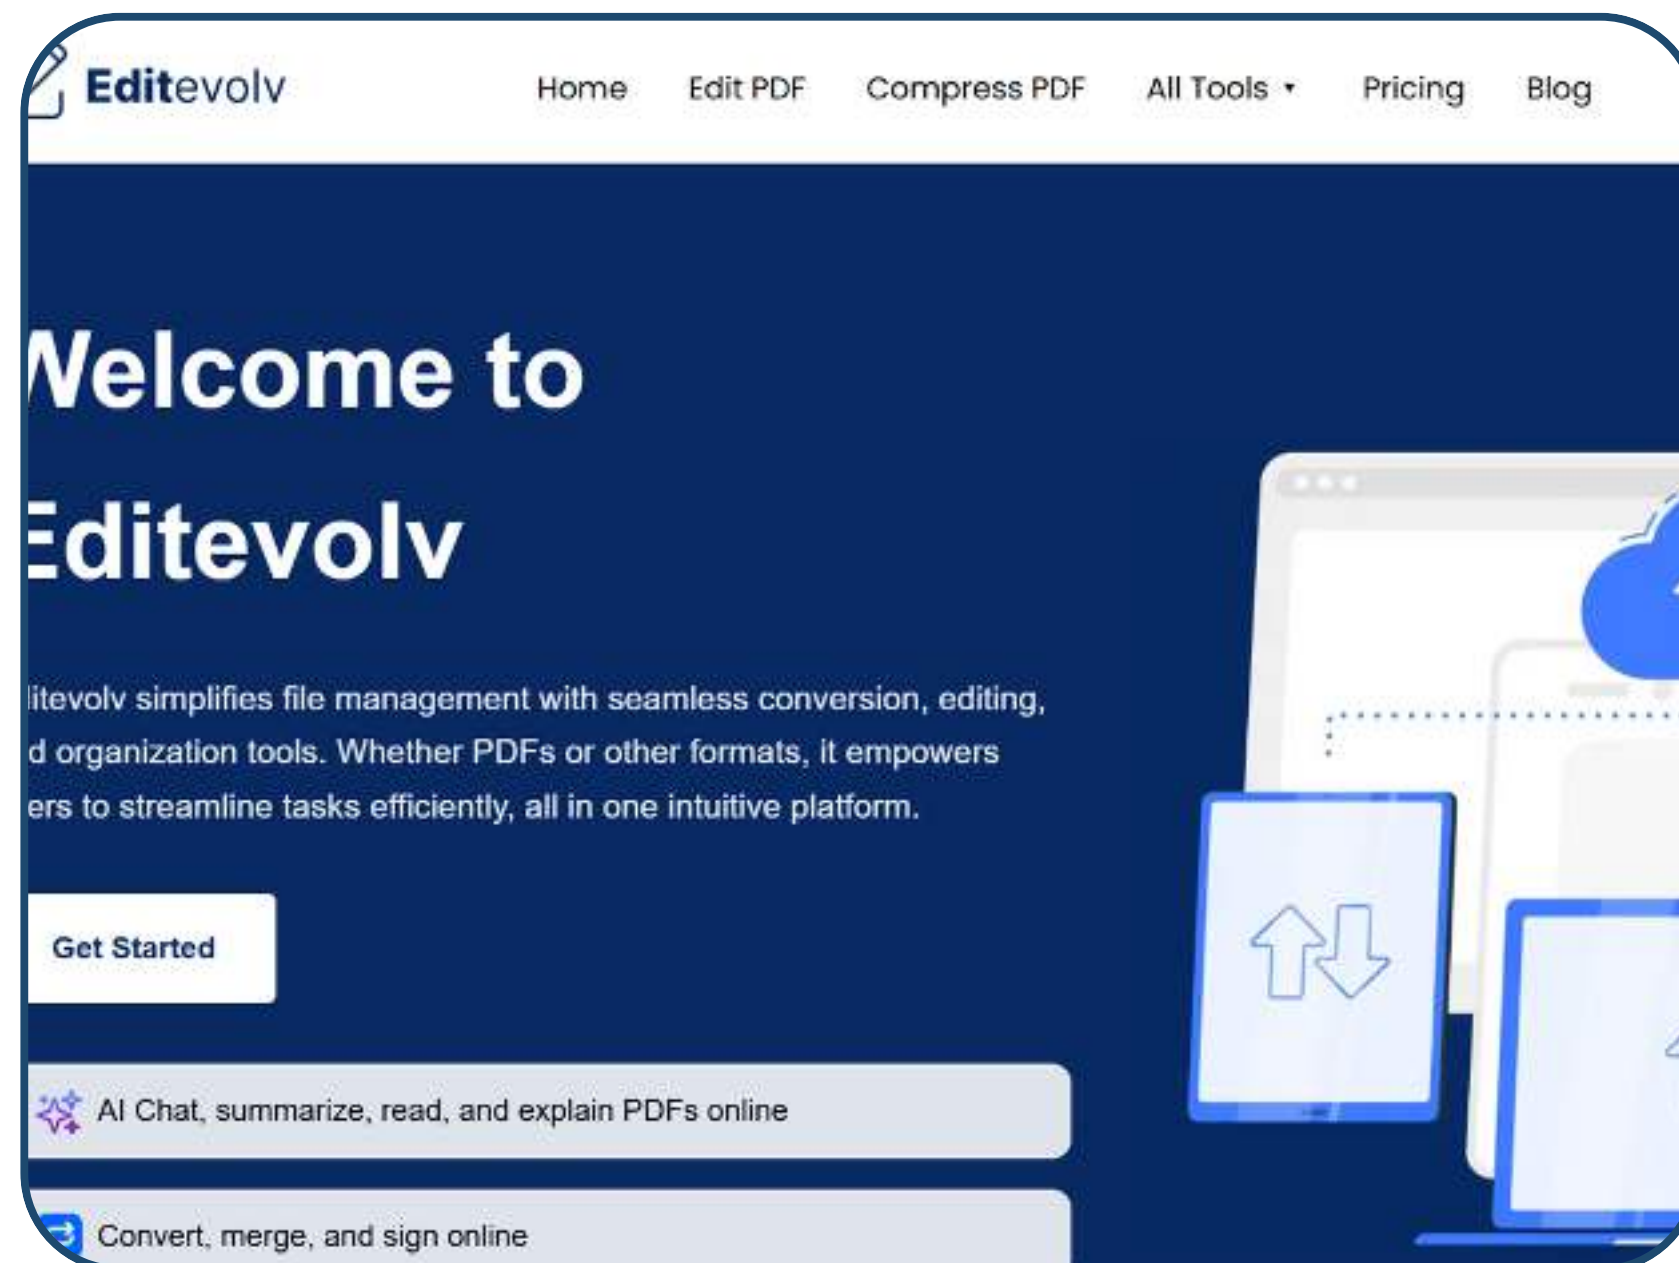 Editevolv
Home
Edit PDF
Compress PDF
All Tools ▾
Pricing
Blog
Welcome to
Editevolv
litevolv simplifies file management with seamless conversion, editing,
d organization tools. Whether PDFs or other formats, it empowers
ers to streamline tasks efficiently, all in one intuitive platform.
Get Started
AI Chat, summarize, read, and explain PDFs online
Convert, merge, and sign online